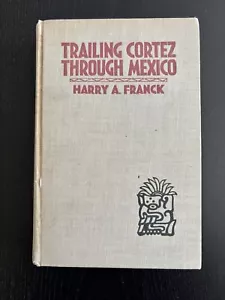 TRAILING CORTEZ
THROUGH MEXICO
HARRY A. FRANCK